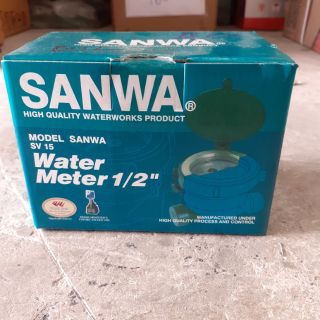 SANWA
SANWA®
HIGH QUALITY WATERWORKS PRODUCT
MODEL SANWA
SV 15
Water
Meter 1/2"
MANUFACTURED UNDER
HIGH QUALITY PROCESS AND CONTROL